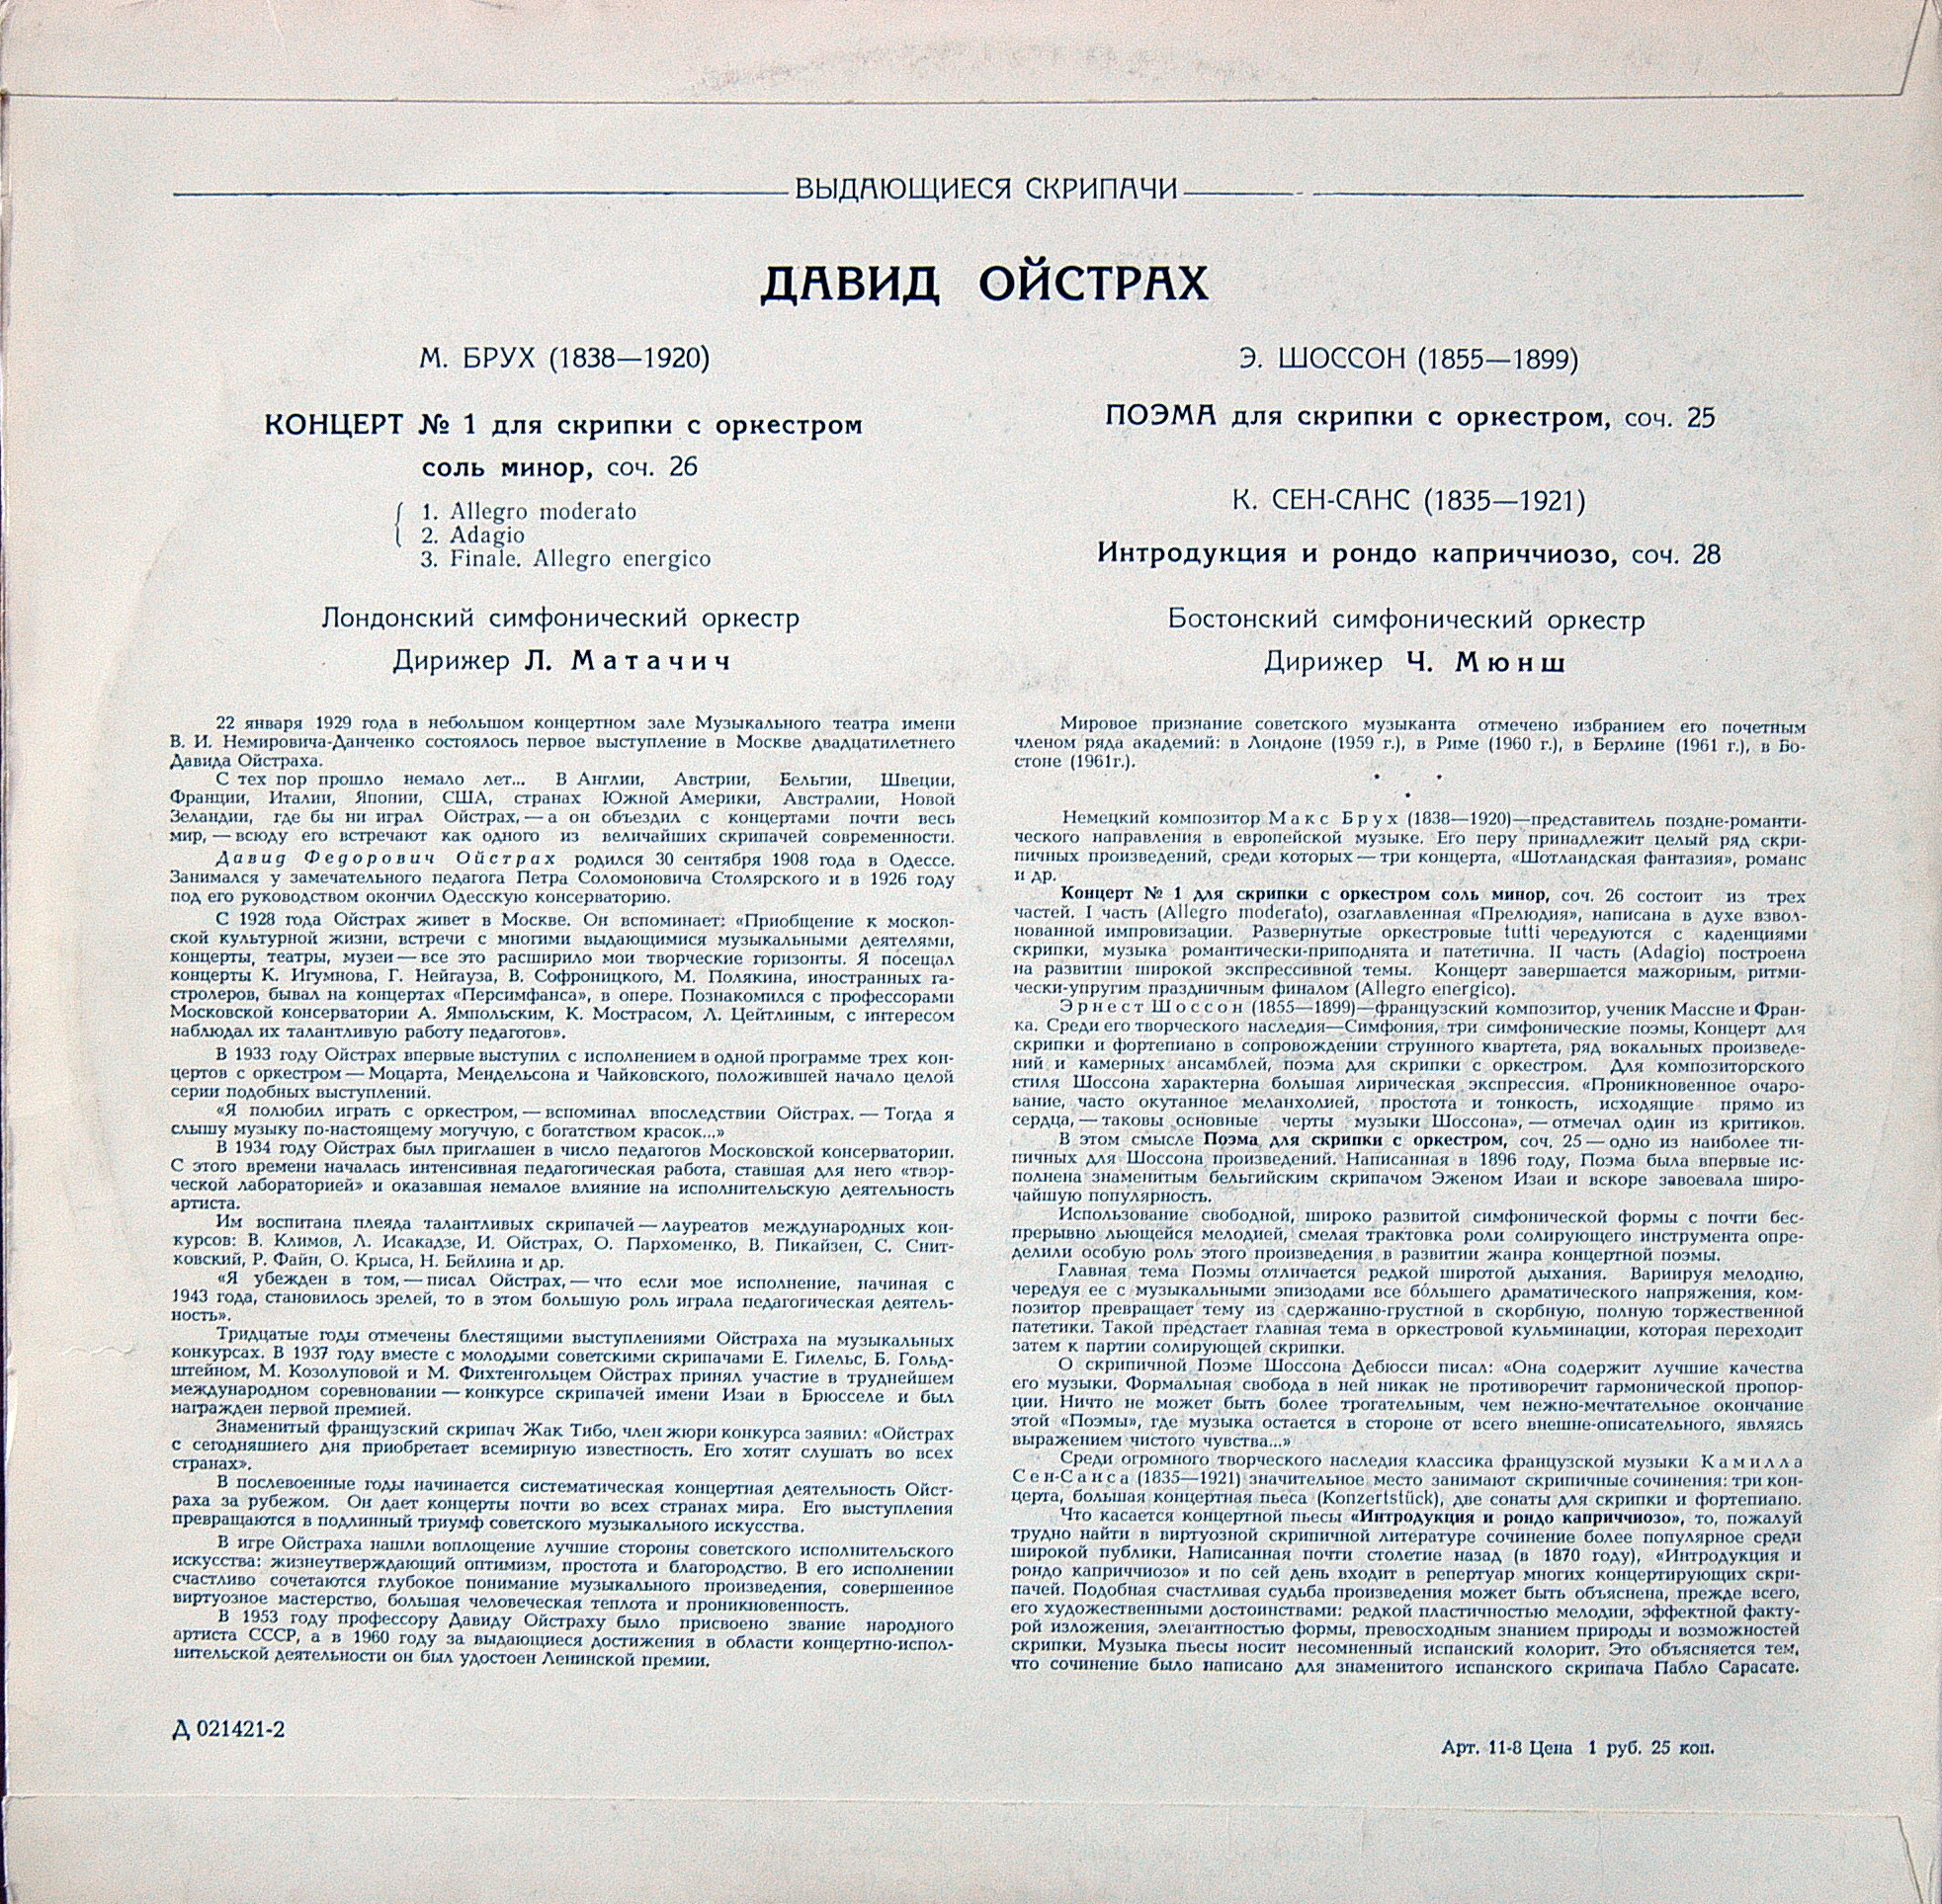 ВЫДАЮЩИЕСЯ СКРИПАЧИ
ДАВИД ОЙСТРАХ
М. БРУХ (1838—1920)
КОНЦЕРТ № 1 для скрипки с оркестром
соль минор, соч. 26
1. Allegro moderato
2. Adagio
3. Finale. Allegro energico
Лондонский симфонический оркестр
Дирижер Л. Матачич
22 января 1929 года в небольшом концертном зале Музыкального театра имени
В. И. Немировича-Данченко состоялось первое выступление в Москве двадцатилетнего
Давида Ойстраха.
С тех пор прошло немало лет... В Англии, Австрии, Бельгии, Швеции,
Франции, Италии, Японии, США, странах Южной Америки, Австралии, Новой
Зеландии, где бы ни играл Ойстрах, — а он объездил с концертами почти весь
мир, — всюду его встречают как одного из величайших скрипачей современности.
Давид Федорович Ойстрах родился 30 сентября 1908 года в Одессе.
Занимался у замечательного педагога Петра Соломоновича Столярского и в 1926 году
под его руководством окончил Одесскую консерваторию.
С 1928 года Ойстрах живет в Москве. Он вспоминает: «Приобщение к москов-
ской культурной жизни, встречи с многими выдающимися музыкальными деятелями,
концерты, театры, музеи — все это расширило мои творческие горизонты. Я посещал
концерты К. Игумнова, Г. Нейгауза, В. Софроницкого, М. Полякина, иностранных га-
стролеров, бывал на концертах «Персимфанса», в опере. Познакомился с профессорами
Московской консерватории А. Ямпольским, К. Мострасом, Л. Цейтлиным, с интересом
наблюдал их талантливую работу педагогов».
В 1933 году Ойстрах впервые выступил с исполнением в одной программе трех кон-
цертов с оркестром — Моцарта, Мендельсона и Чайковского, положившей начало целой
серии подобных выступлений.
«Я полюбил играть с оркестром, — вспоминал впоследствии Ойстрах. — Тогда я
слышу музыку по-настоящему могучую, с богатством красок...»
В 1934 году Ойстрах был приглашен в число педагогов Московской консерватории.
С этого времени началась интенсивная педагогическая работа, ставшая для него «твор-
ческой лабораторией» и оказавшая немалое влияние на исполнительскую деятельность
артиста.
Им воспитана плеяда талантливых скрипачей — лауреатов международных кон-
курсов: В. Климов, Л. Исакадзе, И. Ойстрах, О. Пархоменко, В. Пикайзен, С. Снит-
ковский, Р. Файн, О. Крыса, Н. Бейлина и др.
«Я убежден в том, — писал Ойстрах, — что если мое исполнение, начиная с
1943 года, становилось зрелей, то в этом большую роль играла педагогическая деятель-
ность».
Тридцатые годы отмечены блестящими выступлениями Ойстраха на музыкальных
конкурсах. В 1937 году вместе с молодыми советскими скрипачами Е. Гилельс, Б. Гольд-
штейном, М. Козолуповой и М. Фихтенгольцем Ойстрах принял участие в труднейшем
международном соревновании — конкурсе скрипачей имени Изаи в Брюсселе и был
награжден первой премией.
Знаменитый французский скрипач Жак Тибо, член жюри конкурса заявил: «Ойстрах
с сегодняшнего дня приобретает всемирную известность. Его хотят слушать во всех
странах».
В послевоенные годы начинается систематическая концертная деятельность Ойст-
раха за рубежом. Он дает концерты почти во всех странах мира. Его выступления
превращаются в подлинный триумф советского музыкального искусства.
В игре Ойстраха нашли воплощение лучшие стороны советского исполнительского
искусства: жизнеутверждающий оптимизм, простота и благородство. В его исполнении
счастливо сочетаются глубокое понимание музыкального произведения, совершенное
виртуозное мастерство, большая человеческая теплота и проникновенность.
В 1953 году профессору Давиду Ойстраху было присвоено звание народного
артиста СССР, а в 1960 году за выдающиеся достижения в области концертно-испол-
нительской деятельности он был удостоен Ленинской премии.
Д 021421-2
Э. ШОССОН (1855—1899)
ПОЭМА для скрипки с оркестром, соч. 25
К. СЕН-САНС (1835—1921)
Интродукция и рондо каприччиозо, соч. 28
Бостонский симфонический оркестр
Дирижер Ч. Мюнш
Мировое признание советского музыканта отмечено избранием его почетным
членом ряда академий: в Лондоне (1959 г.), в Риме (1960 г.), в Берлине (1961 г.), в Бо-
стоне (1961г.).
Немецкий композитор Макс Брух (1838—1920)—представитель поздне-романти-
ческого направления в европейской музыке. Его перу принадлежит целый ряд скри-
пичных произведений, среди которых — три концерта, «Шотландская фантазия», романс
и др.
Концерт № 1 для скрипки с оркестром соль минор, соч. 26 состоит из трех
частей. I часть (Allegro moderato), озаглавленная «Прелюдия», написана в духе взвол-
нованной импровизации. Развернутые оркестровые tutti чередуются с каденциями
скрипки, музыка романтически-приподнята и патетична. II часть (Adagio) построена
на развитии широкой экспрессивной темы. Концерт завершается мажорным, ритми-
чески-упругим праздничным финалом (Allegro energico).
Эрнест Шоссон (1855—1899)—французский композитор, ученик Массне и Фран-
ка. Среди его творческого наследия—Симфония, три симфонические поэмы, Концерт для
скрипки и фортепиано в сопровождении струнного квартета, ряд вокальных произведе-
ний и камерных ансамблей, поэма для скрипки с оркестром. Для композиторского
стиля Шоссона характерна большая лирическая экспрессия. «Проникновенное очаро-
вание, часто окутанное меланхолией, простота и тонкость, исходящие прямо из
сердца, — таковы основные черты музыки Шоссона», — отмечал один из критиков.
В этом смысле Поэма для скрипки с оркестром, соч. 25 — одно из наиболее ти-
пичных для Шоссона произведений. Написанная в 1896 году, Поэма была впервые ис-
полнена знаменитым бельгийским скрипачом Эженом Изаи и вскоре завоевала широ-
чайшую популярность.
Использование свободной, широко развитой симфонической формы с почти бес-
прерывно льющейся мелодией, смелая трактовка роли солирующего инструмента опре-
делили особую роль этого произведения в развитии жанра концертной поэмы.
Главная тема Поэмы отличается редкой широтой дыхания. Варьируя мелодию,
чередуя ее с музыкальными эпизодами все бо́льшего драматического напряжения, ком-
позитор превращает тему из сдержанно-грустной в скорбную, полную торжественной
патетики. Такой предстает главная тема в оркестровой кульминации, которая переходит
затем к партии солирующей скрипки.
О скрипичной Поэме Шоссона Дебюсси писал: «Она содержит лучшие качества
его музыки. Формальная свобода в ней никак не противоречит гармонической пропор-
ции. Ничто не может быть более трогательным, чем нежно-мечтательное окончание
этой «Поэмы», где музыка остается в стороне от всего внешне-описательного, являясь
выражением чистого чувства...»
Среди огромного творческого наследия классика французской музыки Камилла
Сен-Санса (1835—1921) значительное место занимают скрипичные сочинения: три кон-
церта, большая концертная пьеса (Konzertstück), две сонаты для скрипки и фортепиано.
Что касается концертной пьесы «Интродукция и рондо каприччиозо», то, пожалуй
трудно найти в виртуозной скрипичной литературе сочинение более популярное среди
широкой публики. Написанная почти столетие назад (в 1870 году), «Интродукция и
рондо каприччиозо» и по сей день входит в репертуар многих концертирующих скри-
пачей. Подобная счастливая судьба произведения может быть объяснена, прежде всего,
его художественными достоинствами: редкой пластичностью мелодии, эффектной факту-
рой изложения, элегантностью формы, превосходным знанием природы и возможностей
скрипки. Музыка пьесы носит несомненный испанский колорит. Это объясняется тем,
что сочинение было написано для знаменитого испанского скрипача Пабло Сарасате.
Арт. 11-8 Цена 1 руб. 25 коп.